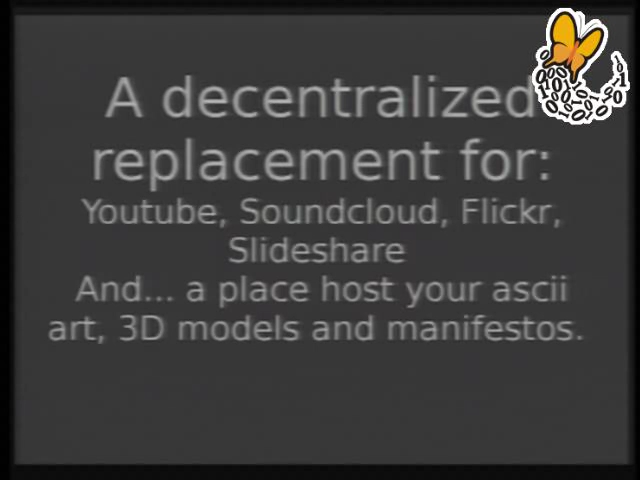 A decentralized
replacement for:
Youtube, Soundcloud, Flickr,
Slideshare
And... a place host your ascii
art, 3D models and manifestos.